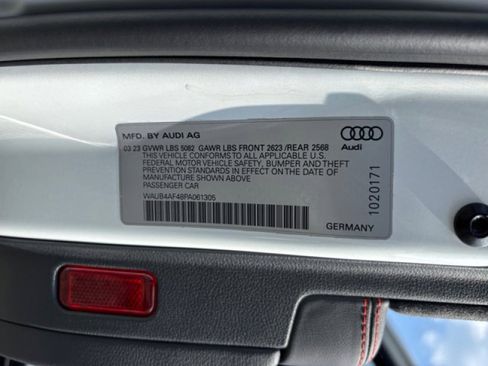 MFD. BY AUDI AG
03 23 GVWR LBS 5082 GAWR LBS FRONT 2623 /REAR 2568
THIS VEHICLE CONFORMS TO ALL APPLICABLE U.S.
FEDERAL MOTOR VEHICLE SAFETY, BUMPER AND THEFT
PREVENTION STANDARDS IN EFFECT ON THE DATE OF
MANUFACTURE SHOWN ABOVE
PASSENGER CAR
WAUB4AF48PA061305
Audi
1020171
GERMANY